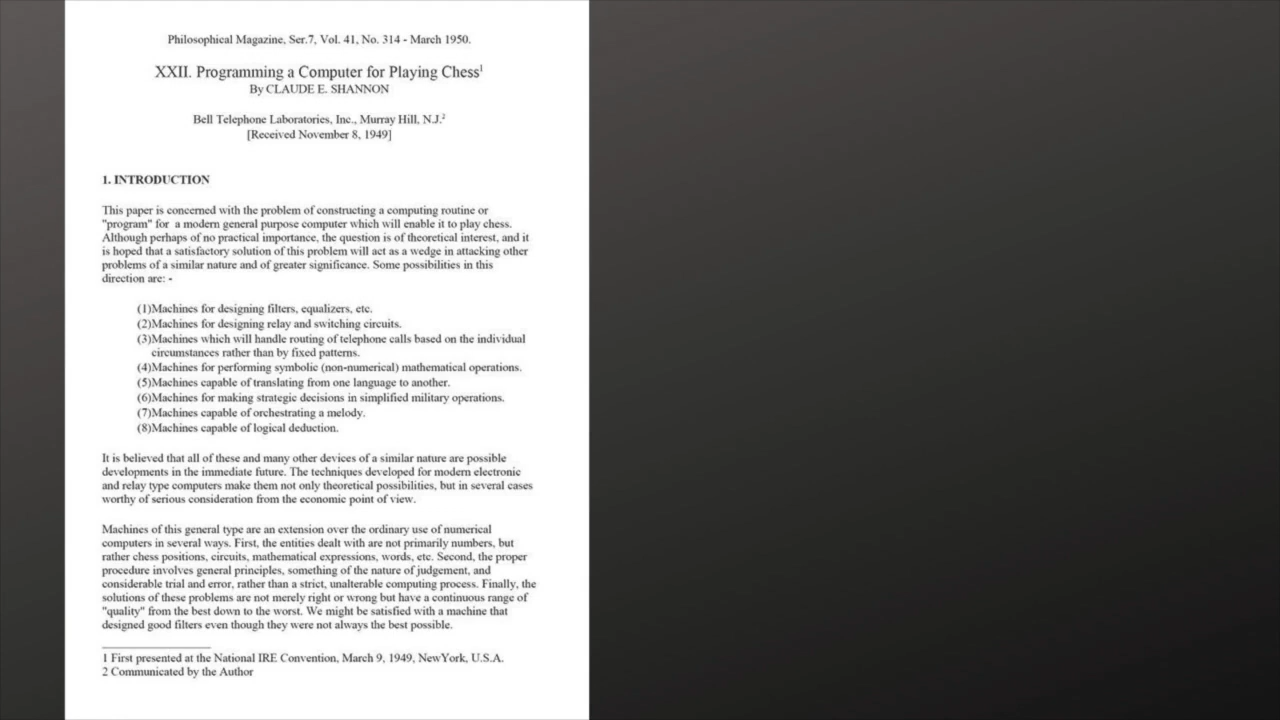 Philosophical Magazine, Ser.7, Vol. 41, No. 314 - March 1950.
XXII. Programming a Computer for Playing Chess¹
By CLAUDE E. SHANNON
Bell Telephone Laboratories, Inc., Murray Hill, N.J.²
[Received November 8, 1949]
1. INTRODUCTION
This paper is concerned with the problem of constructing a computing routine or
"program" for a modern general purpose computer which will enable it to play chess.
Although perhaps of no practical importance, the question is of theoretical interest, and it
is hoped that a satisfactory solution of this problem will act as a wedge in attacking other
problems of a similar nature and of greater significance. Some possibilities in this
direction are: -
(1)Machines for designing filters, equalizers, etc.
(2)Machines for designing relay and switching circuits.
(3)Machines which will handle routing of telephone calls based on the individual
circumstances rather than by fixed patterns.
(4)Machines for performing symbolic (non-numerical) mathematical operations.
(5)Machines capable of translating from one language to another.
(6)Machines for making strategic decisions in simplified military operations.
(7)Machines capable of orchestrating a melody.
(8)Machines capable of logical deduction.
It is believed that all of these and many other devices of a similar nature are possible
developments in the immediate future. The techniques developed for modern electronic
and relay type computers make them not only theoretical possibilities, but in several cases
worthy of serious consideration from the economic point of view.
Machines of this general type are an extension over the ordinary use of numerical
computers in several ways. First, the entities dealt with are not primarily numbers, but
rather chess positions, circuits, mathematical expressions, words, etc. Second, the proper
procedure involves general principles, something of the nature of judgement, and
considerable trial and error, rather than a strict, unalterable computing process. Finally, the
solutions of these problems are not merely right or wrong but have a continuous range of
"quality" from the best down to the worst. We might be satisfied with a machine that
designed good filters even though they were not always the best possible.
1 First presented at the National IRE Convention, March 9, 1949, NewYork, U.S.A.
2 Communicated by the Author